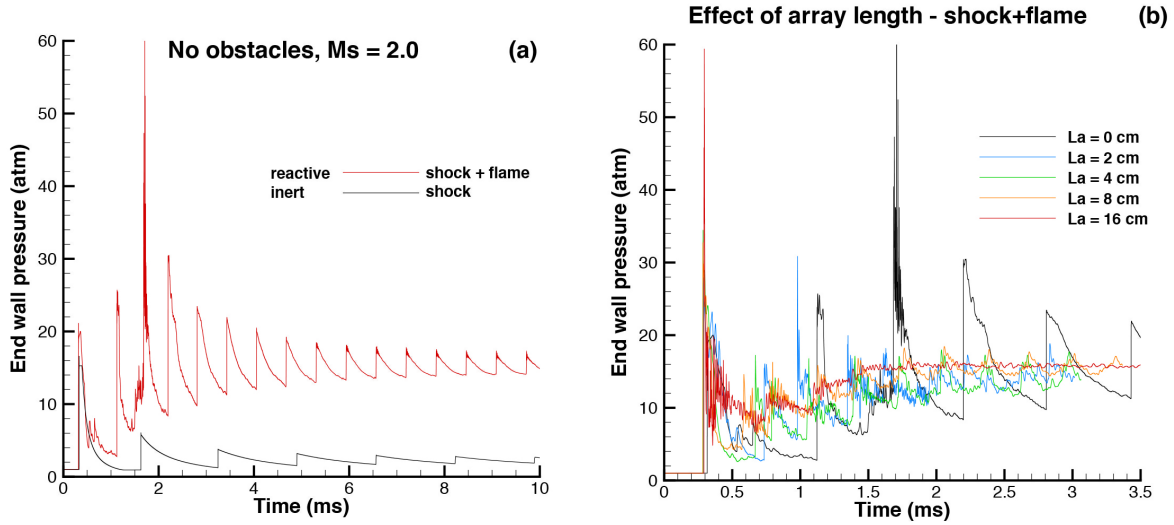 No obstacles, Ms = 2.0
(a)
60
50
40
30
20
10
0
End wall pressure (atm)
reactive shock + flame
inert shock
0 2 4 6 8 10
Time (ms)
Effect of array length - shock+flame
(b)
60
50
40
30
20
10
0
End wall pressure (atm)
La = 0 cm
La = 2 cm
La = 4 cm
La = 8 cm
La = 16 cm
0 0.5 1 1.5 2 2.5 3 3.5
Time (ms)